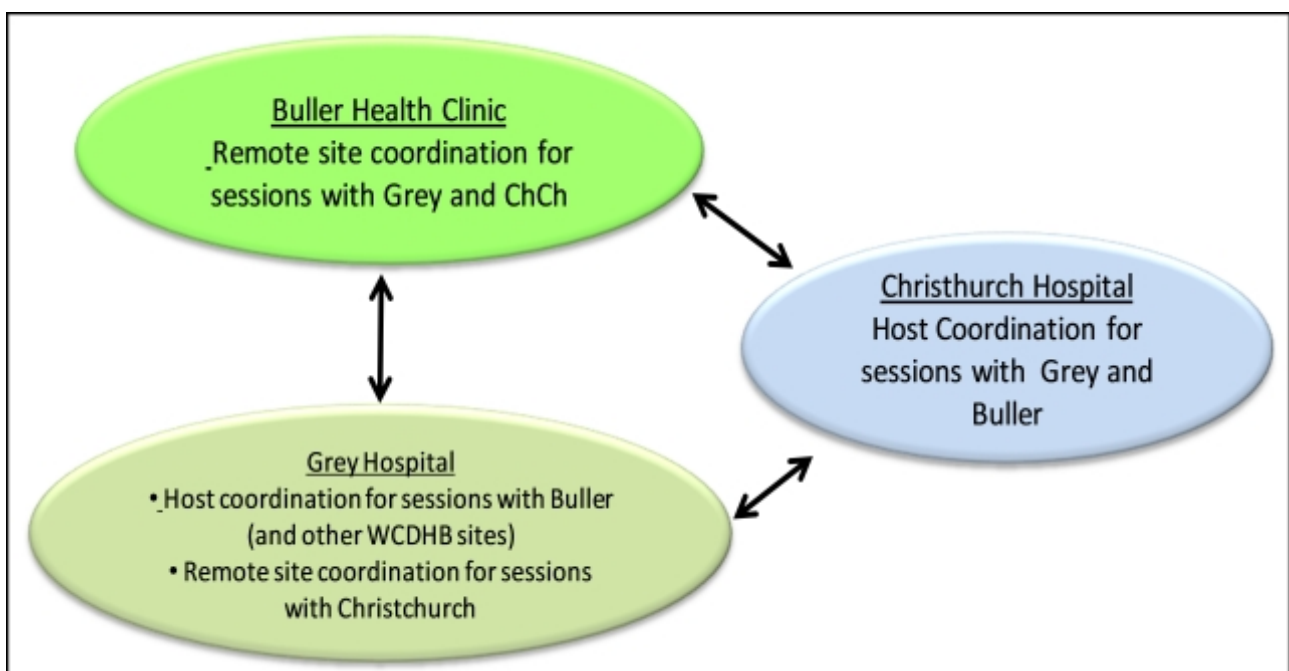 Buller Health Clinic
Remote site coordination for
sessions with Grey and ChCh
Christhurch Hospital
Host Coordination for
sessions with Grey and
Buller
Grey Hospital
• Host coordination for sessions with Buller
(and other WCDHB sites)
• Remote site coordination for sessions
with Christchurch